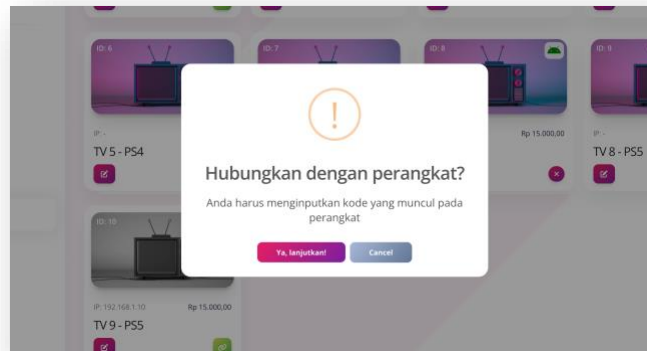 ID: 6
ID: 7
ID: 8
ID: 9
IP: -
Rp 15.000,00
IP: -
TV 5 - PS4
TV 8 - PS5
!
Hubungkan dengan perangkat?
Anda harus menginputkan kode yang muncul pada
perangkat
Ya, lanjutkan!
Cancel
ID: 10
IP: 192.168.1.10
Rp 15.000,00
TV 9 - PS5